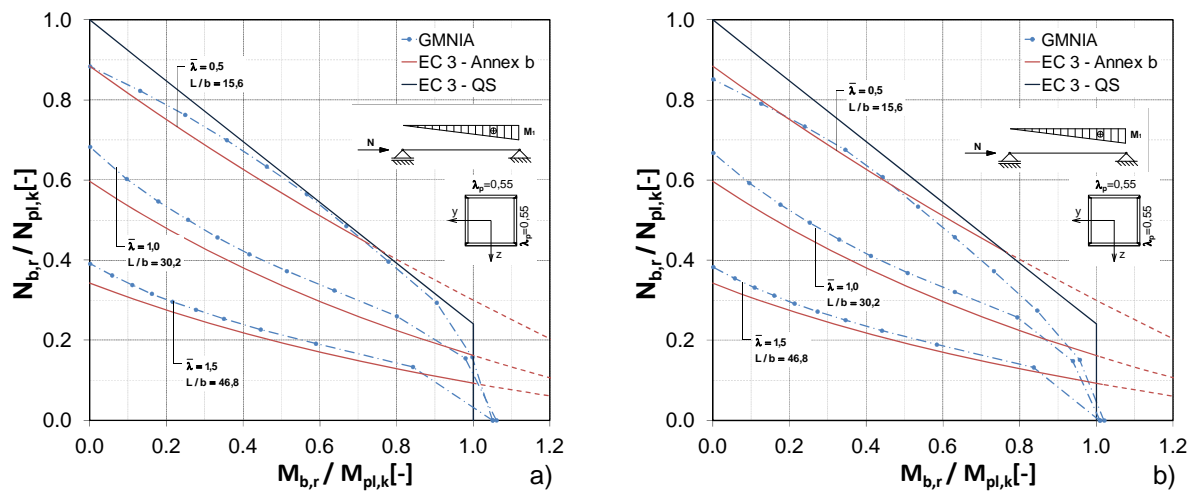 1.0
0.8
0.6
0.4
0.2
0.0
N_b,r / N_pl,k[-]
GMNIA
EC 3 - Annex b
EC 3 - QS
λ̄ = 0,5
L / b = 15,6
λ̄ = 1,0
L / b = 30,2
λ̄ = 1,5
L / b = 46,8
N
⊕
M₁
λ_p=0,55
λ_p=0,55
y
z
0.0 0.2 0.4 0.6 0.8 1.0 1.2
M_b,r / M_pl,k[-]
a)
1.0
0.8
0.6
0.4
0.2
0.0
N_b,r / N_pl,k[-]
GMNIA
EC 3 - Annex b
EC 3 - QS
λ̄ = 0,5
L / b = 15,6
λ̄ = 1,0
L / b = 30,2
λ̄ = 1,5
L / b = 46,8
N
⊕
M₁
λ_p=0,55
λ_p=0,55
y
z
0.0 0.2 0.4 0.6 0.8 1.0 1.2
M_b,r / M_pl,k[-]
b)